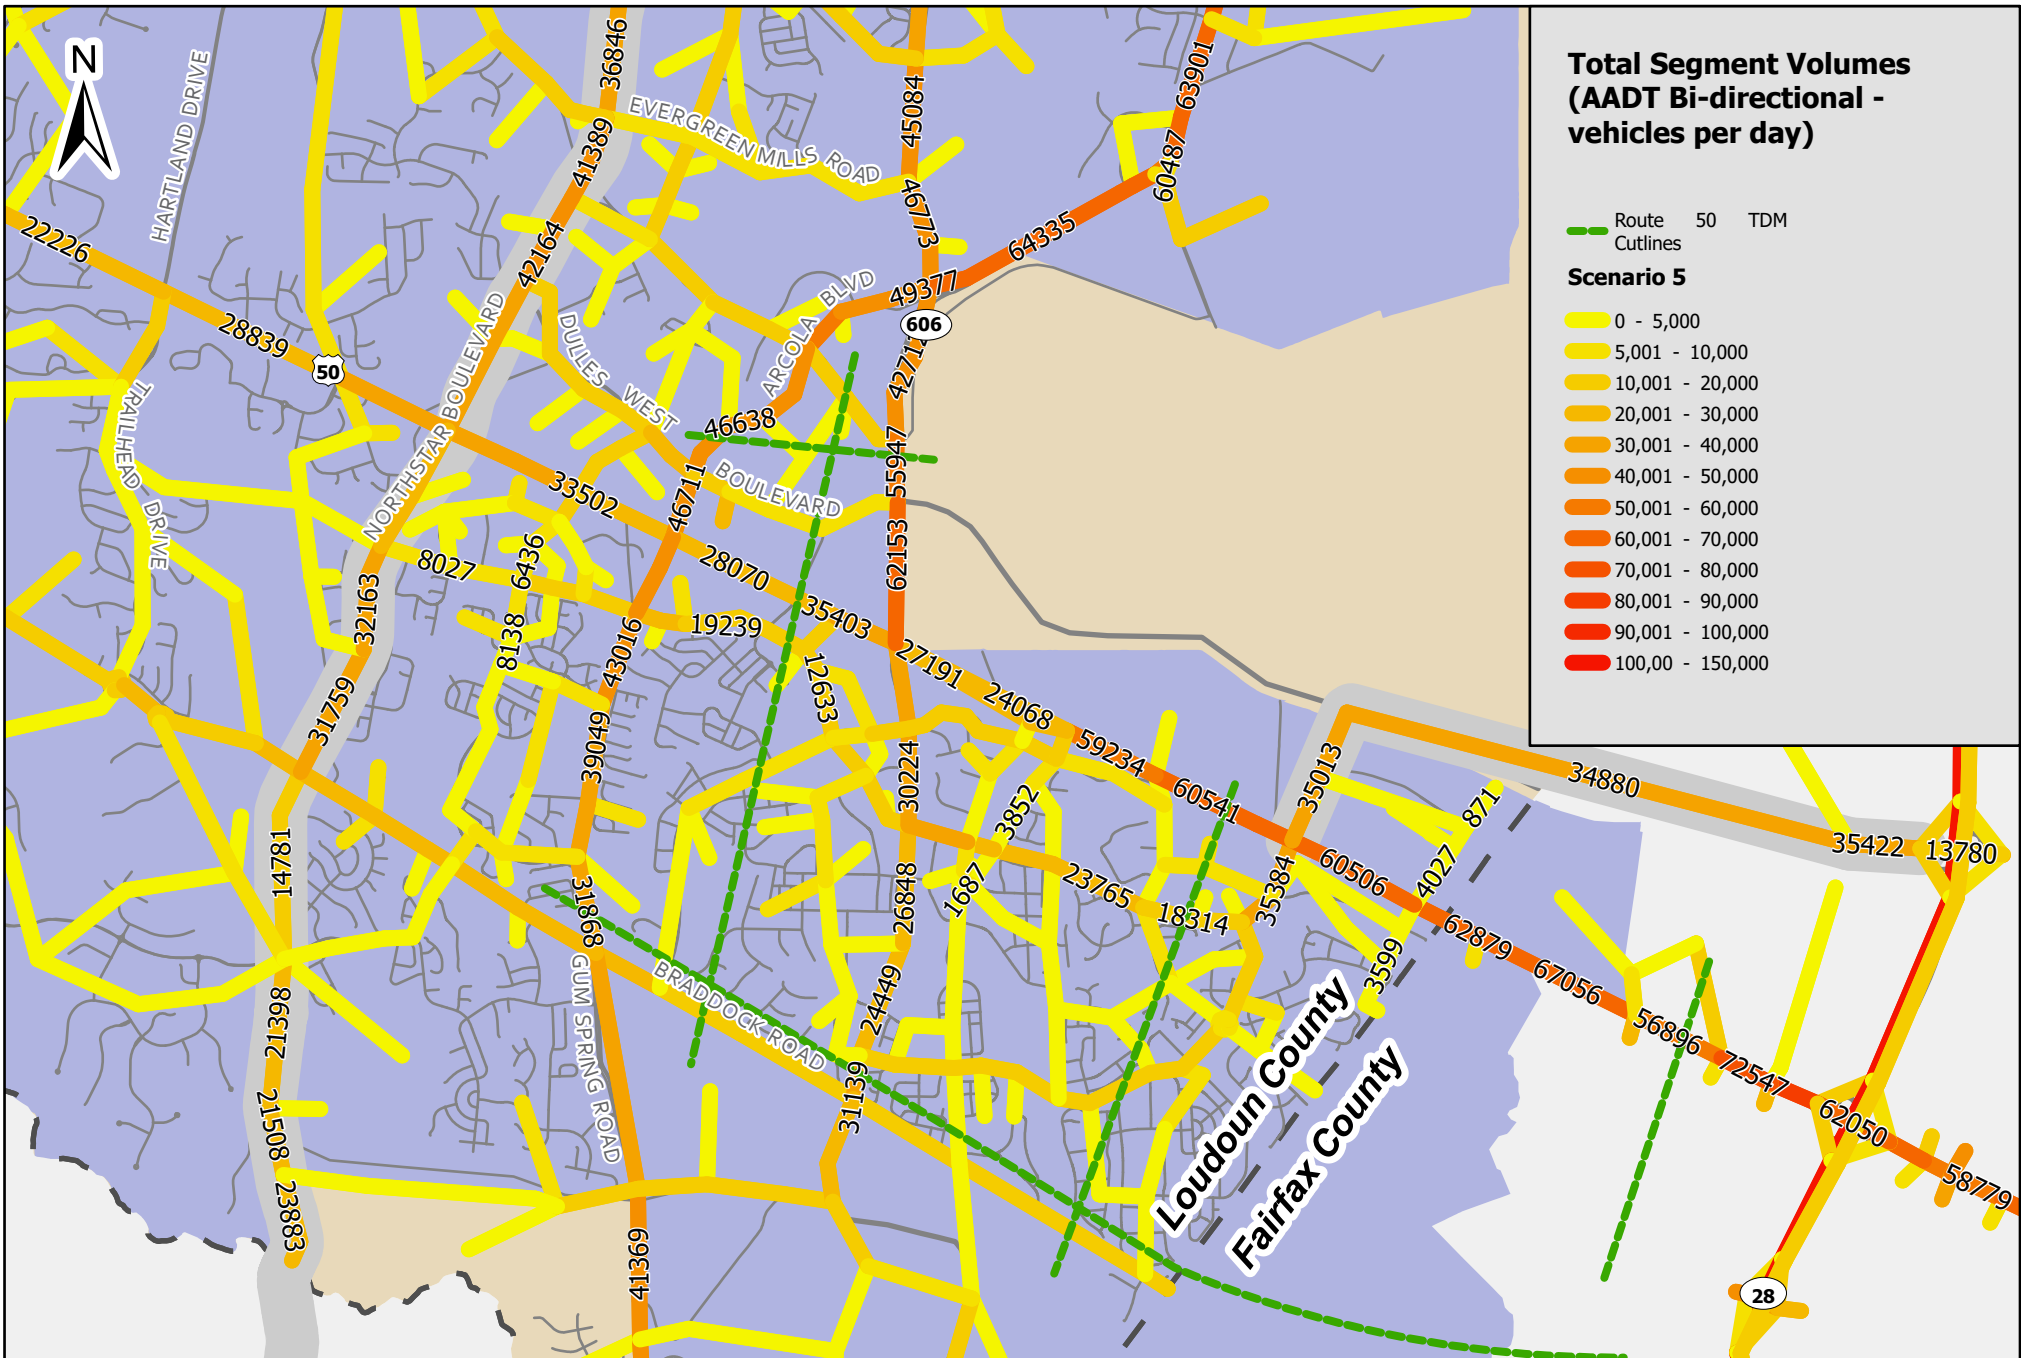 Total Segment Volumes
(AADT Bi-directional -
vehicles per day)
Route 50 TDM
Cutlines
Scenario 5
0 - 5,000
5,001 - 10,000
10,001 - 20,000
20,001 - 30,000
30,001 - 40,000
40,001 - 50,000
50,001 - 60,000
60,001 - 70,000
70,001 - 80,000
80,001 - 90,000
90,001 - 100,000
100,00 - 150,000
N
HARTLAND DRIVE
36846
EVERGREEN MILLS ROAD
45084
63901
41389
60487
46773
22226
42164
64335
28839
50
NORTHSTAR BOULEVARD
DULLES WEST
BOULEVARD
ARCOLA BLVD
49377
606
42712
TRAILHEAD DRIVE
46638
46711
55947
33502
62153
8027
6436
28070
35403
32163
8138
43016
19239
12633
27191
24068
31759
39049
30224
59234
60541
35013
34880
3852
871
35422
13780
14781
31868
26848
1687
23765
18314
35384
60506
4027
62879
3599
67056
56896
72547
62050
58779
GUM SPRING ROAD
BRADDOCK ROAD
24449
21398
31139
21508
23883
41369
Loudoun County
Fairfax County
28